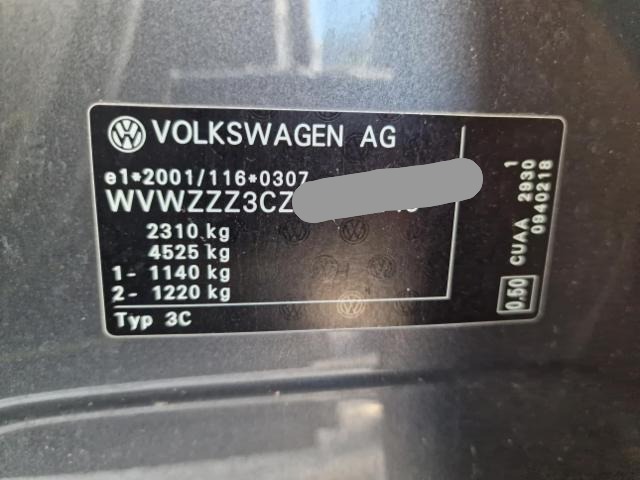 VOLKSWAGEN AG
e1*2001/116*0307
WVWZZZ3CZ
2310 kg
4525 kg
1- 1140 kg
2- 1220 kg
Typ 3C
0.50
CUAA 2930 1
0940218